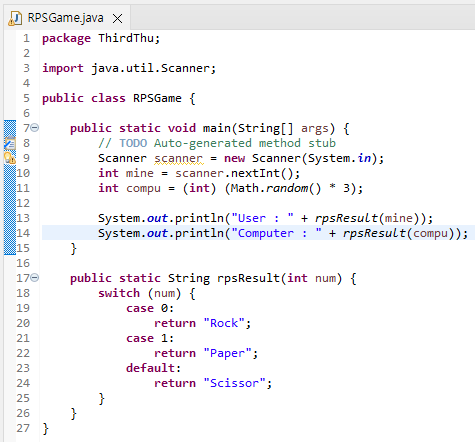 RPSGame.java
1 package ThirdThu;
2
3 import java.util.Scanner;
4
5 public class RPSGame {
6
7     public static void main(String[] args) {
8         // TODO Auto-generated method stub
9         Scanner scanner = new Scanner(System.in);
10         int mine = scanner.nextInt();
11         int compu = (int) (Math.random() * 3);
12
13         System.out.println("User : " + rpsResult(mine));
14         System.out.println("Computer : " + rpsResult(compu));
15     }
16
17     public static String rpsResult(int num) {
18         switch (num) {
19             case 0:
20                 return "Rock";
21             case 1:
22                 return "Paper";
23             default:
24                 return "Scissor";
25         }
26     }
27 }